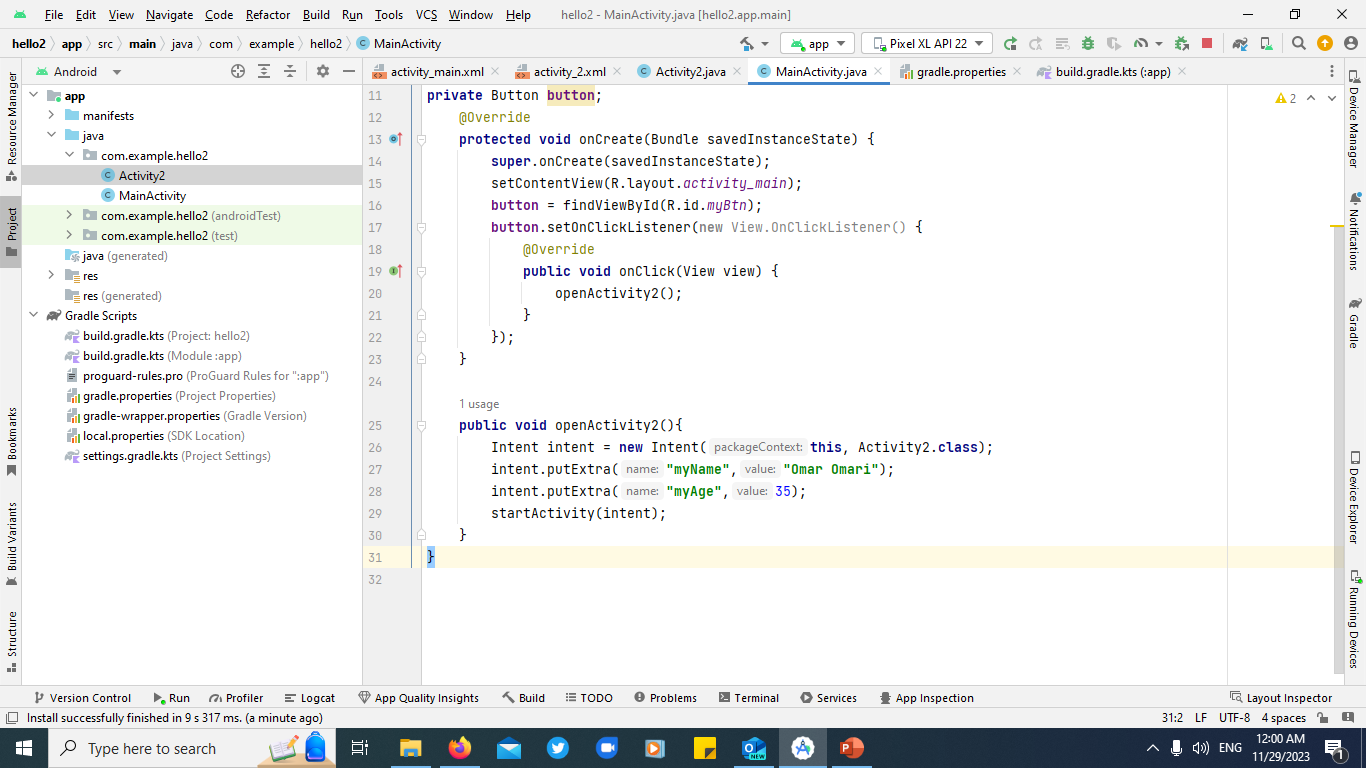 File Edit View Navigate Code Refactor Build Run Tools VCS Window Help hello2 - MainActivity.java [hello2.app.main]
hello2 app src main java com example hello2 MainActivity app Pixel XL API 22
Android activity_main.xml activity_2.xml Activity2.java MainActivity.java gradle.properties build.gradle.kts (:app)
Resource Manager
Project
Bookmarks
Build Variants
Structure
app
manifests
java
com.example.hello2
Activity2
MainActivity
com.example.hello2 (androidTest)
com.example.hello2 (test)
java (generated)
res
res (generated)
Gradle Scripts
build.gradle.kts (Project: hello2)
build.gradle.kts (Module :app)
proguard-rules.pro (ProGuard Rules for ":app")
gradle.properties (Project Properties)
gradle-wrapper.properties (Gradle Version)
local.properties (SDK Location)
settings.gradle.kts (Project Settings)
2
11 private Button button;
12 @Override
13 protected void onCreate(Bundle savedInstanceState) {
14 super.onCreate(savedInstanceState);
15 setContentView(R.layout.activity_main);
16 button = findViewById(R.id.myBtn);
17 button.setOnClickListener(new View.OnClickListener() {
18 @Override
19 public void onClick(View view) {
20 openActivity2();
21 }
22 });
23 }
24
1 usage
25 public void openActivity2(){
26 Intent intent = new Intent( packageContext: this, Activity2.class);
27 intent.putExtra( name: "myName", value: "Omar Omari");
28 intent.putExtra( name: "myAge", value: 35);
29 startActivity(intent);
30 }
31 }
32
Device Manager
Notifications
Gradle
Device Explorer
Running Devices
Version Control Run Profiler Logcat App Quality Insights Build TODO Problems Terminal Services App Inspection Layout Inspector
Install successfully finished in 9 s 317 ms. (a minute ago) 31:2 LF UTF-8 4 spaces
Type here to search NEW ENG 12:00 AM
11/29/2023 1